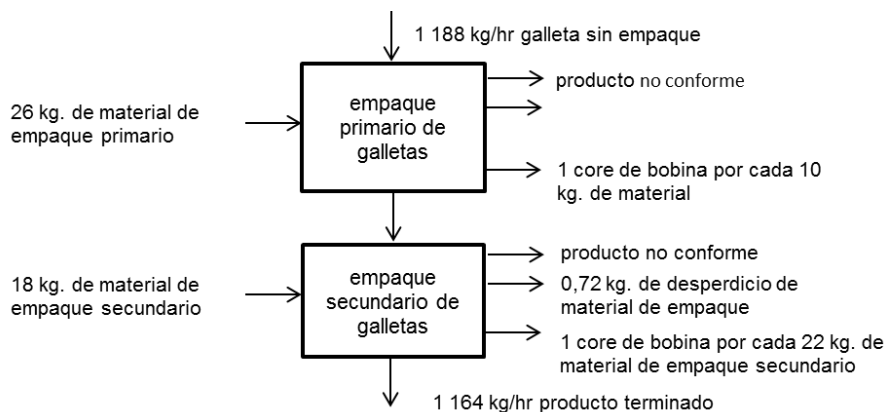 1 188 kg/hr galleta sin empaque
26 kg. de material de
empaque primario
empaque
primario de
galletas
producto no conforme
1 core de bobina por cada 10
kg. de material
18 kg. de material de
empaque secundario
empaque
secundario de
galletas
producto no conforme
0,72 kg. de desperdicio de
material de empaque
1 core de bobina por cada 22 kg. de
material de empaque secundario
1 164 kg/hr producto terminado